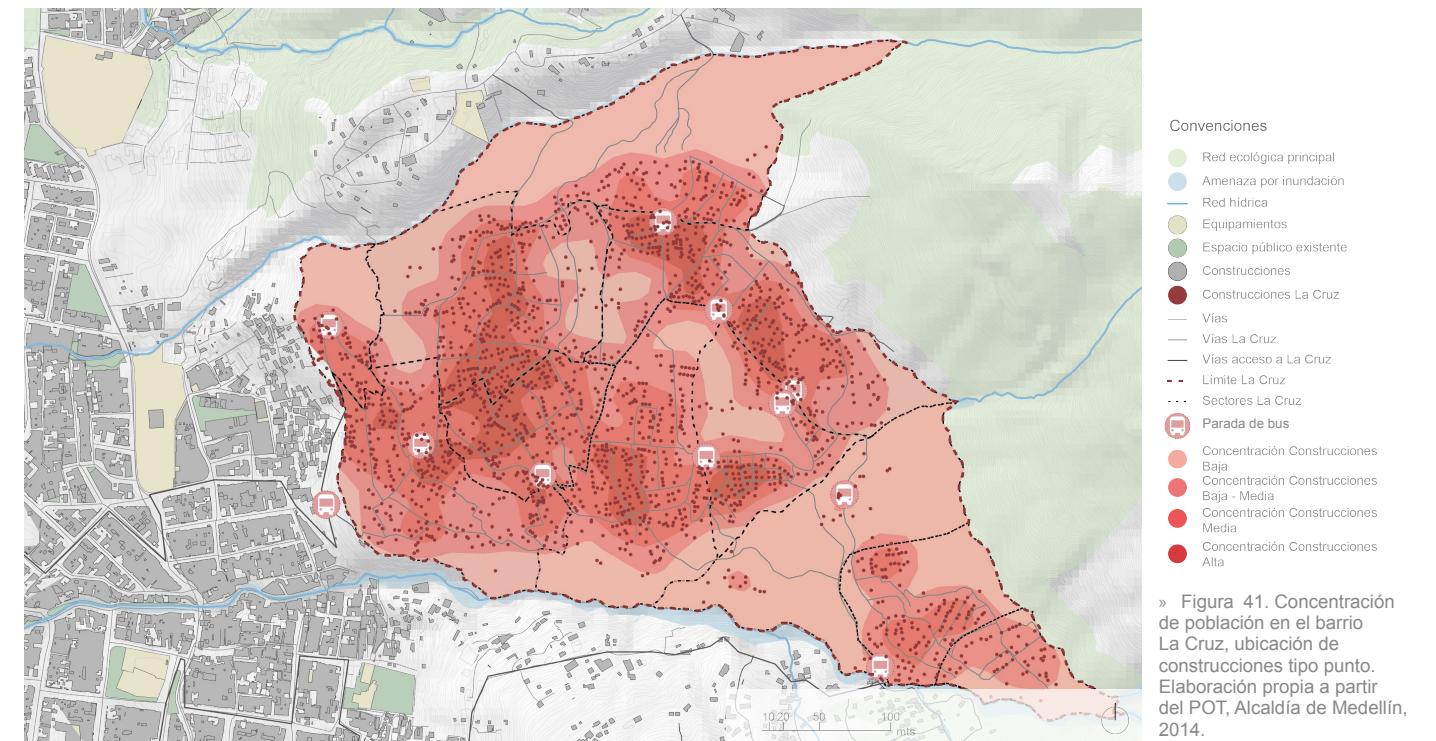 Convenciones
Red ecológica principal
Amenaza por inundación
Red hídrica
Equipamientos
Espacio público existente
Construcciones
Construcciones La Cruz
Vías
Vías La Cruz
Vías acceso a La Cruz
Límite La Cruz
Sectores La Cruz
Parada de bus
Concentración Construcciones
Baja
Concentración Construcciones
Baja - Media
Concentración Construcciones
Media
Concentración Construcciones
Alta
» Figura 41. Concentración
de población en el barrio
La Cruz, ubicación de
construcciones tipo punto.
Elaboración propia a partir
del POT, Alcaldía de Medellín,
2014.
10 20 50 100
mts